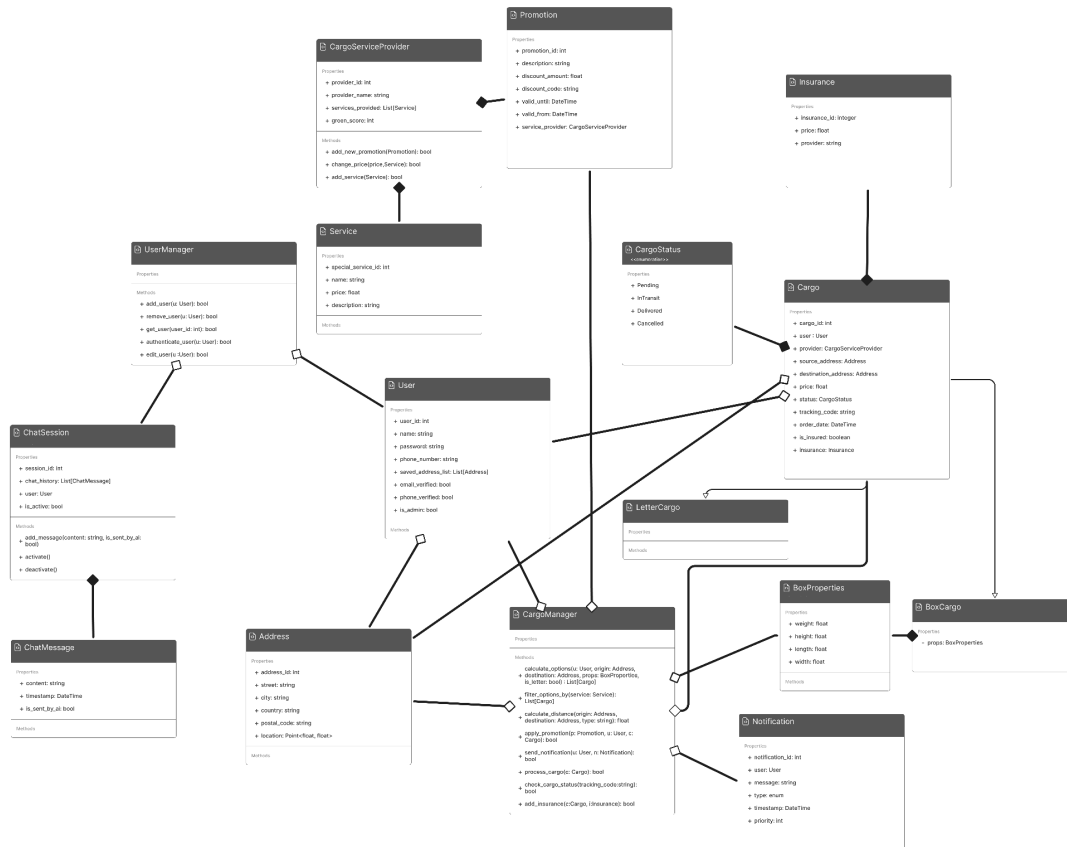 Promotion
Properties
+ promotion_id: int
+ description: string
+ discount_amount: float
+ discount_code: string
+ valid_until: DateTime
+ valid_from: DateTime
+ service_provider: CargoServiceProvider
CargoServiceProvider
Properties
+ provider_id: int
+ provider_name: string
+ services_provided: List[Service]
+ green_score: int
Methods
+ add_new_promotion(Promotion): bool
+ change_price(price,Service): bool
+ add_service(Service): bool
Insurance
Properties
+ insurance_id: integer
+ price: float
+ provider: string
Service
Properties
+ special_service_id: int
+ name: string
+ price: float
+ description: string
Methods
UserManager
Properties
Methods
+ add_user(u: User): bool
+ remove_user(u: User): bool
+ get_user(user_id: int): bool
+ authenticate_user(u: User): bool
+ edit_user(u :User): bool
CargoStatus
<<enumeration>>
Properties
+ Pending
+ InTransit
+ Delivored
+ Cancelled
Cargo
Properties
+ cargo_id: int
+ user : User
+ provider: CargoServiceProvider
+ source_address: Address
+ destination_address: Address
+ price: float
+ status: CargoStatus
+ tracking_code: string
+ order_date: DateTime
+ is_insured: boolean
+ insurance: Insurance
User
Properties
+ user_id: int
+ name: string
+ password: string
+ phone_number: string
+ saved_address_list: List[Address]
+ email_verified: bool
+ phone_verified: bool
+ is_admin: bool
Methods
ChatSession
Properties
+ session_id: int
+ chat_history: List[ChatMessage]
+ user: User
+ is_active: bool
Methods
+ add_message(content: string, is_sent_by_ai:
bool)
+ activate()
+ deactivate()
LetterCargo
Properties
Methods
BoxProperties
Properties
+ weight: float
+ height: float
+ length: float
+ width: float
Methods
BoxCargo
Properties
- props: BoxProperties
ChatMessage
Properties
+ content: string
+ timestamp: DateTime
+ is_sent_by_ai: bool
Methods
Address
Properties
+ address_id: int
+ street: string
+ city: string
+ country: string
+ postal_code: string
+ location: Point<float, float>
Methods
CargoManager
Properties
Methods
calculate_options(u: User, origin: Address,
+ destination: Address, props: BoxProperties,
is_letter: bool) : List[Cargo]
+ filter_options_by(service: Service):
List[Cargo]
+ calculate_distance(origin: Address,
destination: Address, type: string): float
+ apply_promotion(p: Promotion, u: User, c:
Cargo): bool
+ send_notification(u: User, n: Notification):
bool
+ process_cargo(c: Cargo): bool
+ check_cargo_status(tracking_code:string):
bool
+ add_insurance(c:Cargo, i:Insurance): bool
Notification
Properties
+ notification_id: int
+ user: User
+ message: string
+ type: enum
+ timestamp: DateTime
+ priority: int